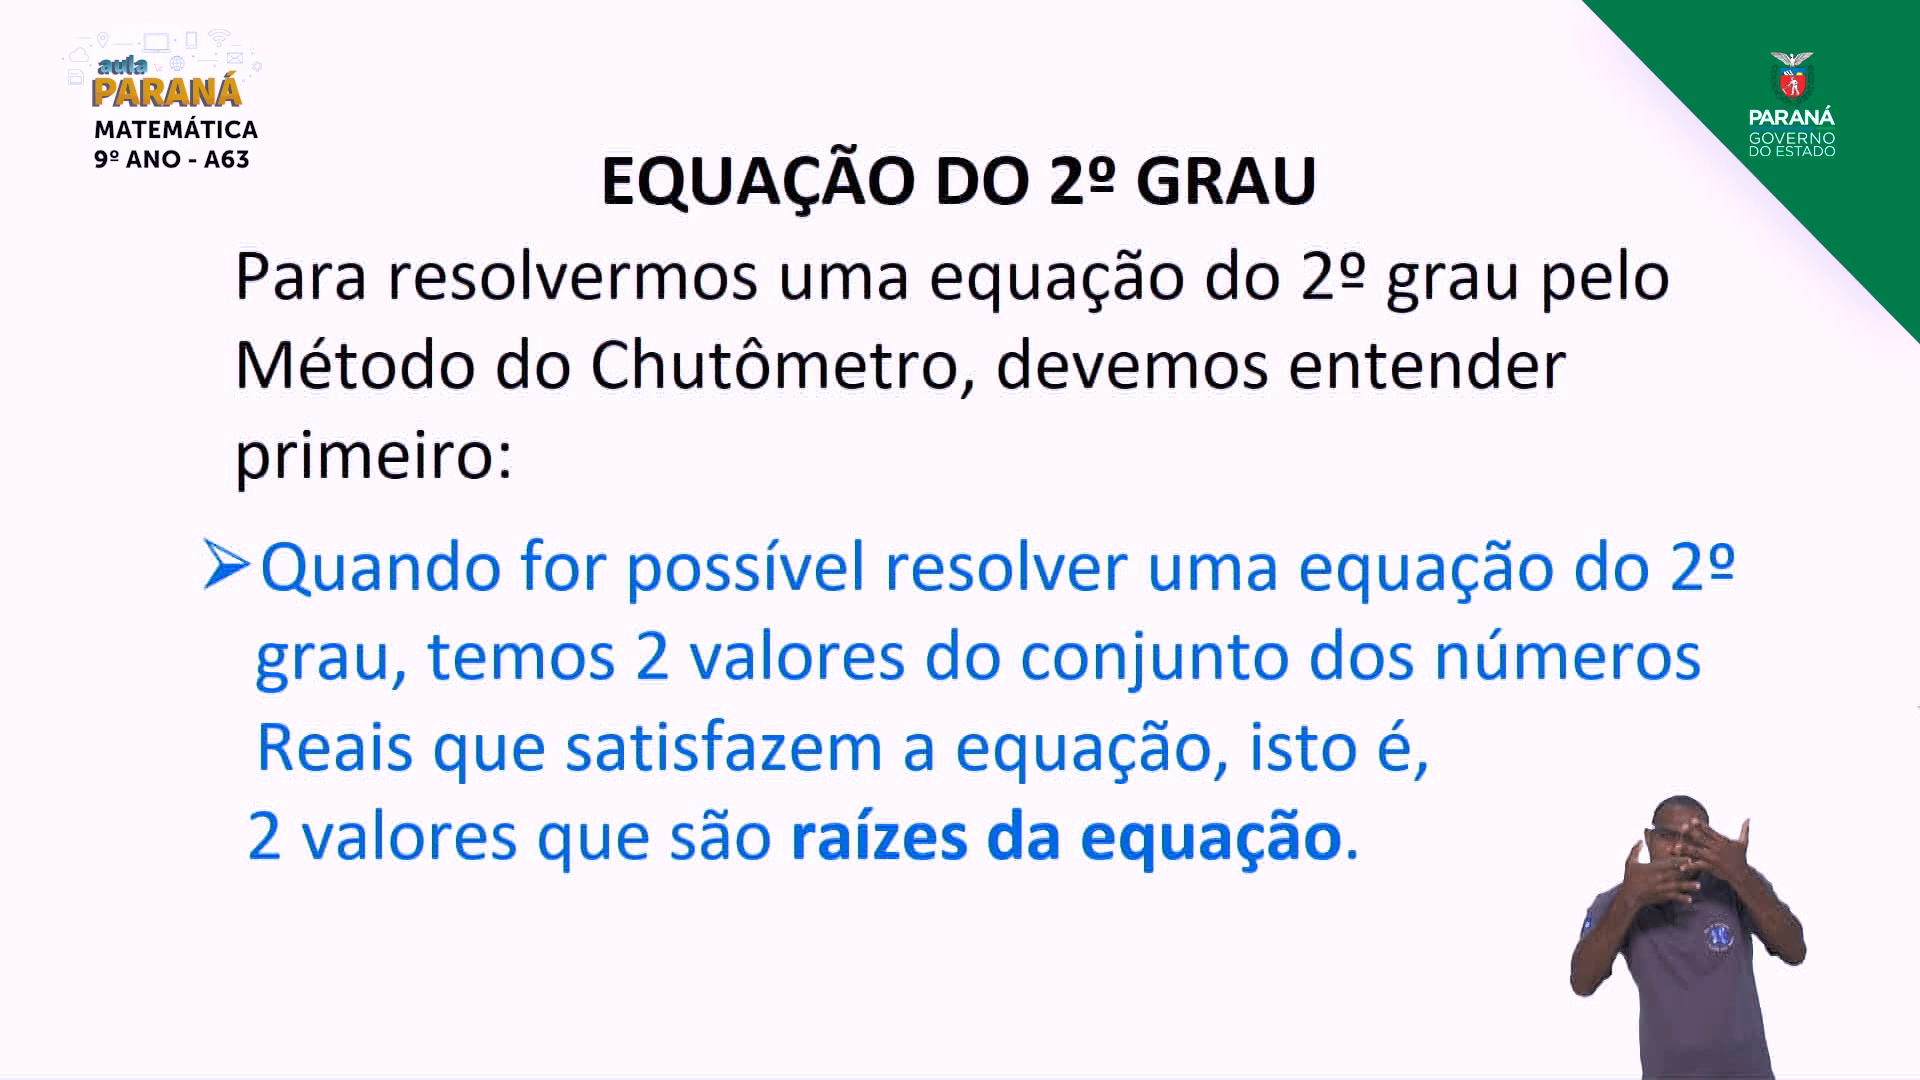 aula
PARANÁ
MATEMÁTICA
9º ANO - A63
PARANÁ
GOVERNO
DO ESTADO
EQUAÇÃO DO 2º GRAU
Para resolvermos uma equação do 2º grau pelo
Método do Chutômetro, devemos entender
primeiro:
Quando for possível resolver uma equação do 2º
grau, temos 2 valores do conjunto dos números
Reais que satisfazem a equação, isto é,
2 valores que são raízes da equação.